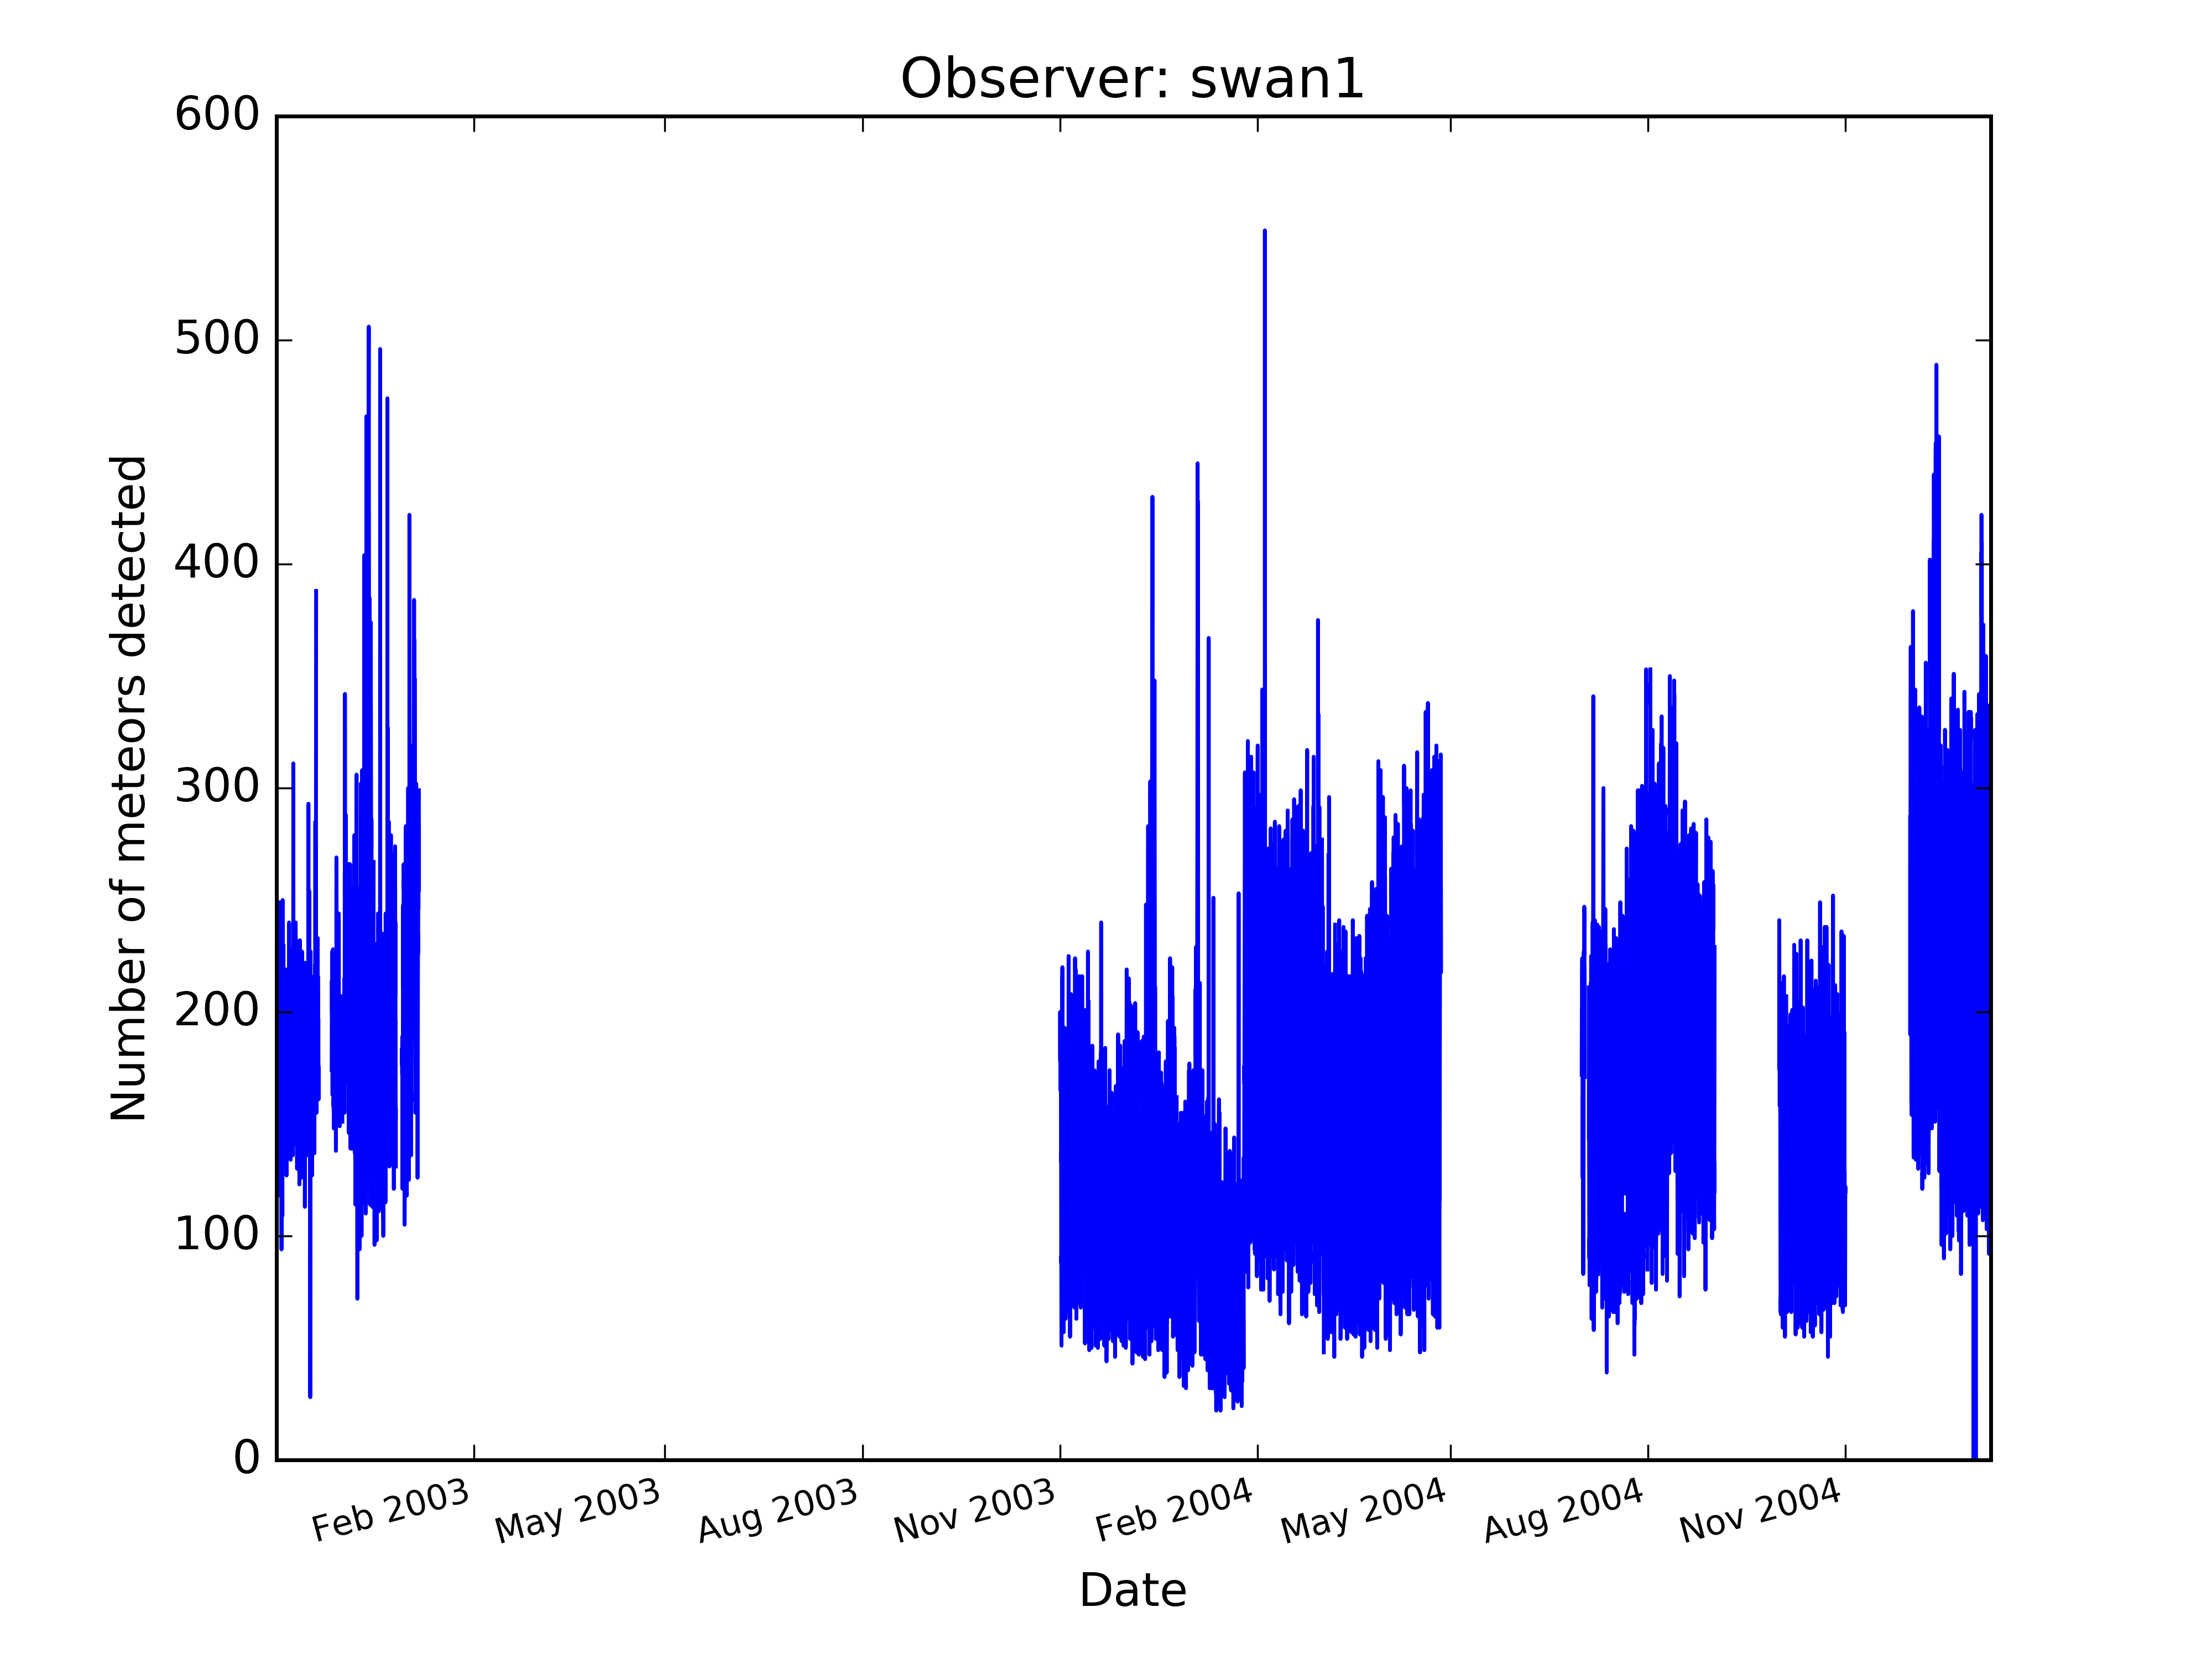 Observer: swan1
600
500
400
300
200
100
0
Number of meteors detected
Feb 2003
May 2003
Aug 2003
Nov 2003
Feb 2004
May 2004
Aug 2004
Nov 2004
Date